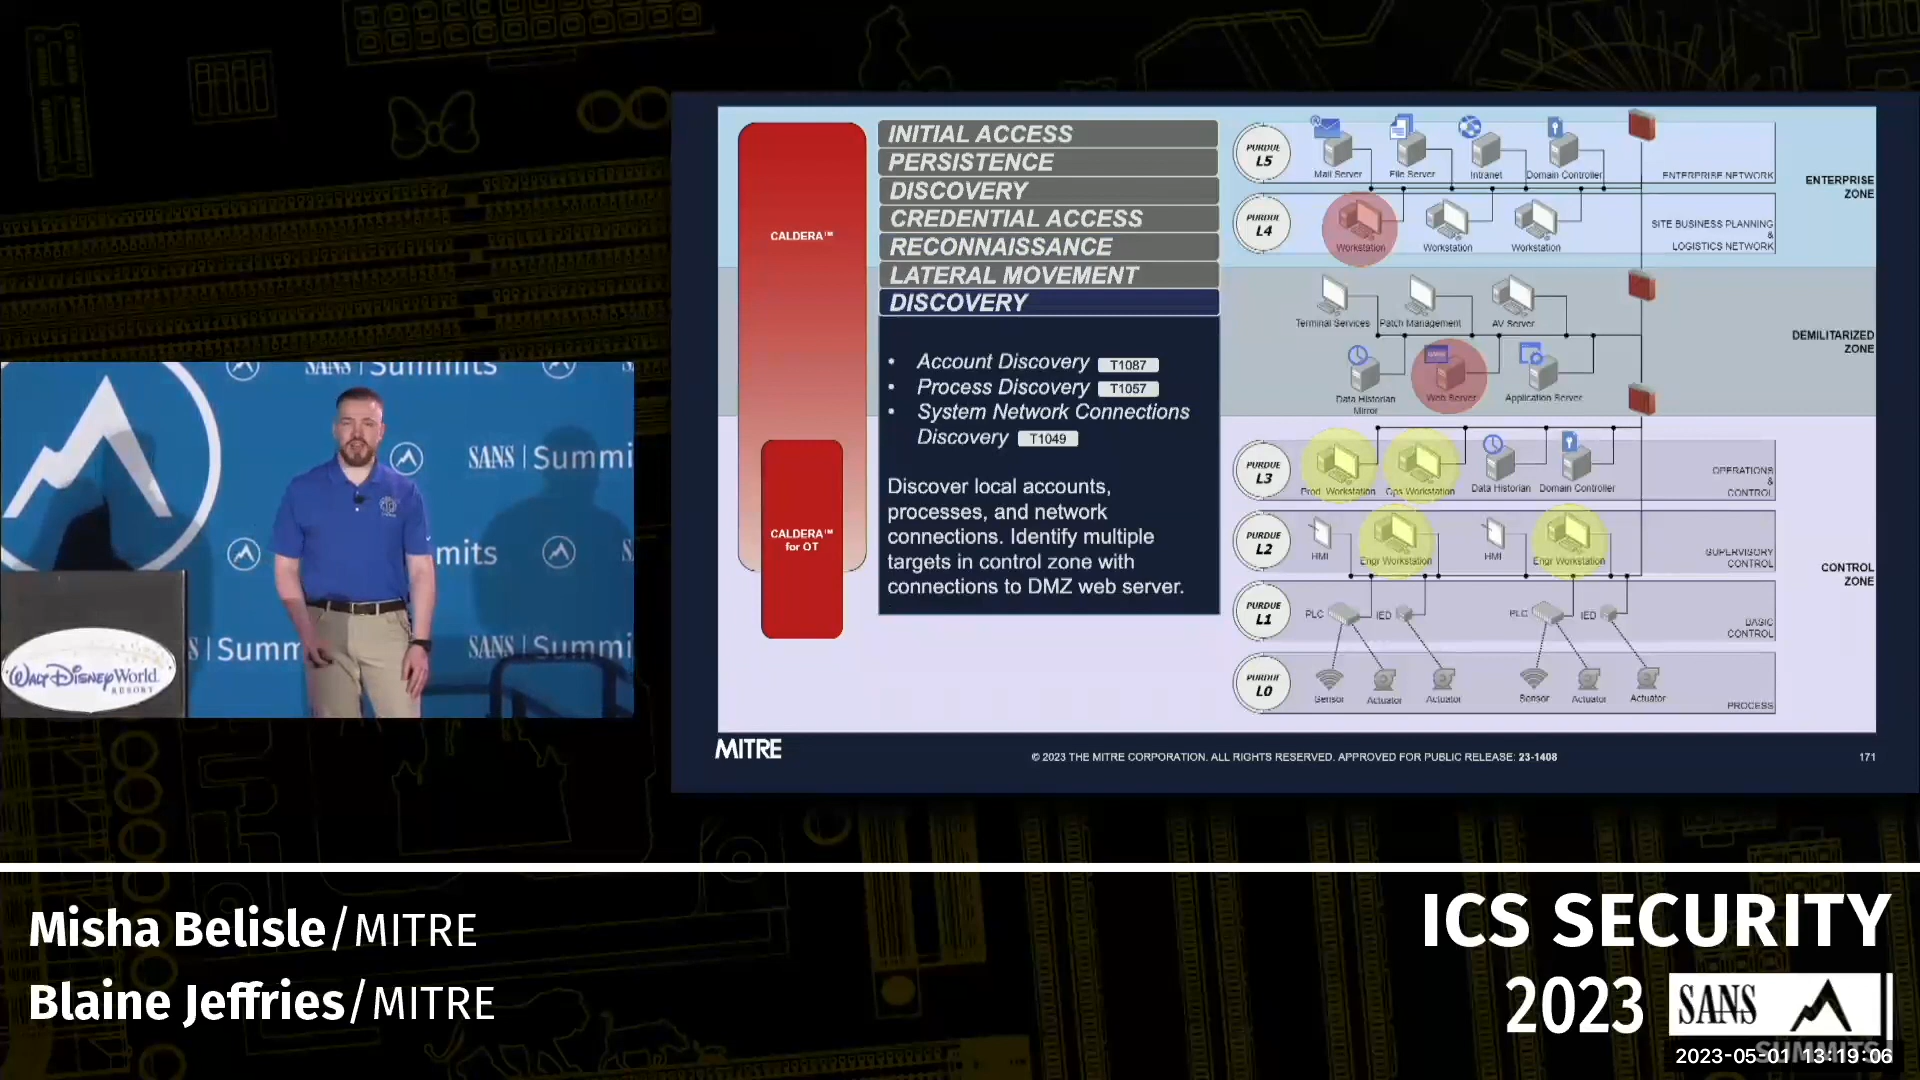 INITIAL ACCESS
PERSISTENCE
DISCOVERY
CREDENTIAL ACCESS
RECONNAISSANCE
LATERAL MOVEMENT
DISCOVERY
• Account Discovery T1087
• Process Discovery T1057
• System Network Connections
Discovery T1049
Discover local accounts,
processes, and network
connections. Identify multiple
targets in control zone with
connections to DMZ web server.
CALDERA™
CALDERA™
for OT
PURDUE
L5
Mail Server
File Server
Intranet
Domain Controller
ENTERPRISE NETWORK
ENTERPRISE
ZONE
PURDUE
L4
Workstation
Workstation
Workstation
SITE BUSINESS PLANNING
&
LOGISTICS NETWORK
Terminal Services
Patch Management
AV Server
DEMILITARIZED
ZONE
Data Historian
Mirror
Web Server
Application Server
PURDUE
L3
Prod. Workstation
Ops Workstation
Data Historian
Domain Controller
OPERATIONS
&
CONTROL
PURDUE
L2
HMI
Engr Workstation
HMI
Engr Workstation
SUPERVISORY
CONTROL
CONTROL
ZONE
PURDUE
L1
PLC
IED
PLC
IED
BASIC
CONTROL
PURDUE
L0
Sensor
Actuator
Actuator
Sensor
Actuator
Actuator
PROCESS
MITRE
© 2023 THE MITRE CORPORATION. ALL RIGHTS RESERVED. APPROVED FOR PUBLIC RELEASE: 23-1408
171
SANS | Summits
SANS | Summi
mits
S | Summ
SANS | Summi
S
WALT DISNEY World
RESORT
Misha Belisle/MITRE
Blaine Jeffries/MITRE
ICS SECURITY
2023
SANS
SUMMITS
2023-05-01 13:19:06